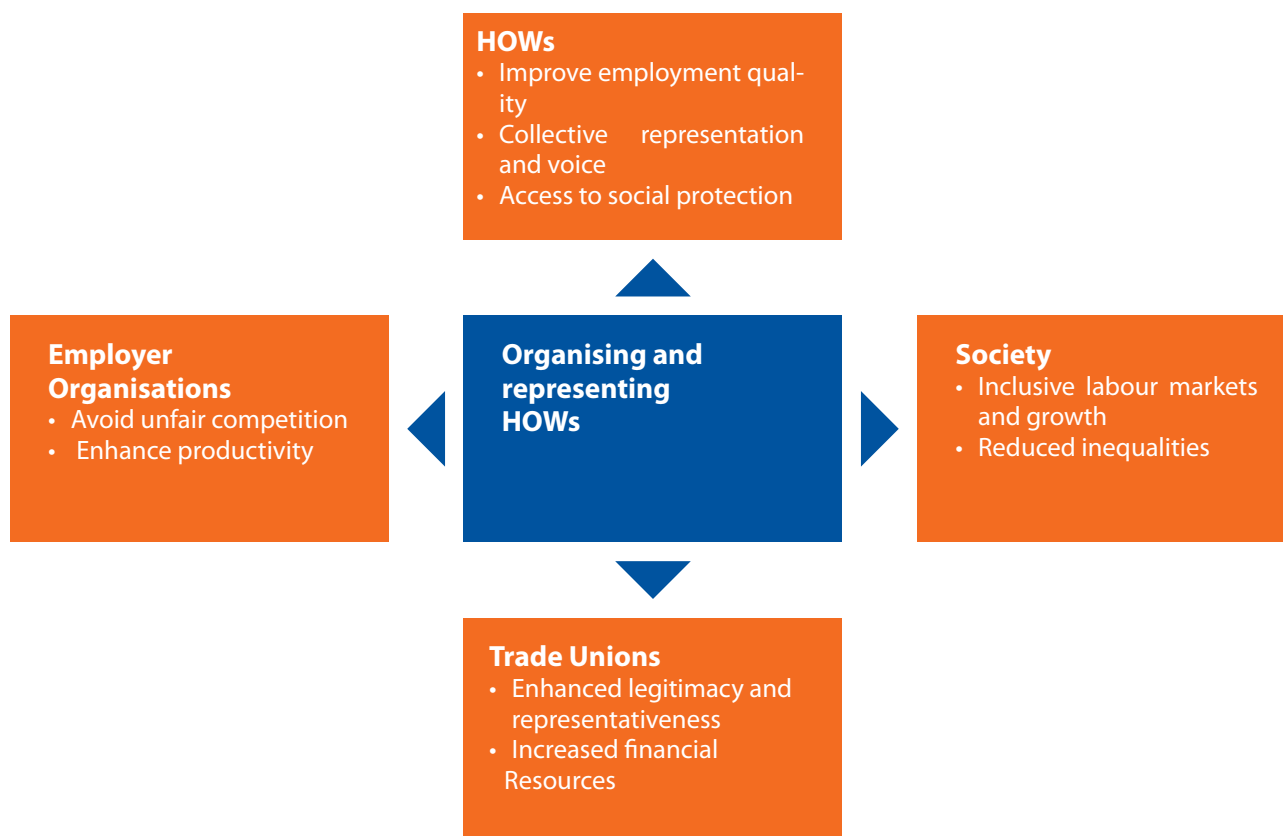 HOWs
• Improve employment qual-
ity
• Collective representation
and voice
• Access to social protection
Employer
Organisations
• Avoid unfair competition
• Enhance productivity
Organising and
representing
HOWs
Society
• Inclusive labour markets
and growth
• Reduced inequalities
Trade Unions
• Enhanced legitimacy and
representativeness
• Increased financial
Resources